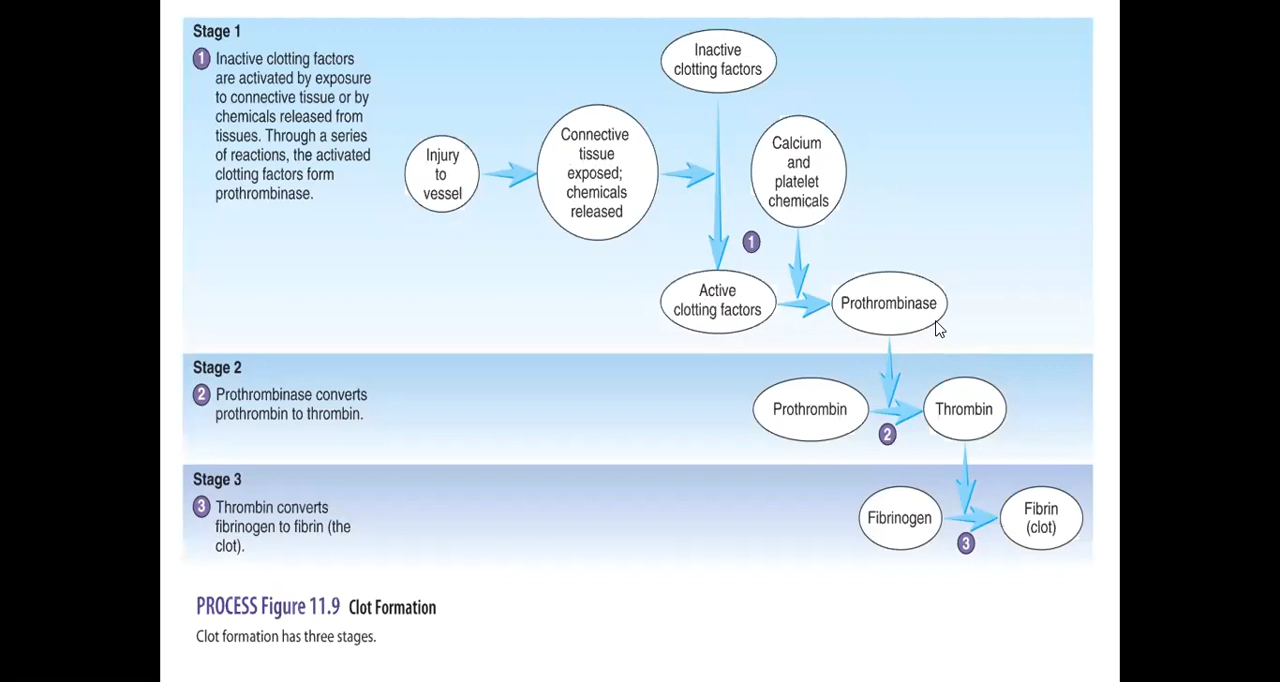 Stage 1
1 Inactive clotting factors
are activated by exposure
to connective tissue or by
chemicals released from
tissues. Through a series
of reactions, the activated
clotting factors form
prothrombinase.
Inactive
clotting factors
Injury
to
vessel
Connective
tissue
exposed;
chemicals
released
Calcium
and
platelet
chemicals
1
Active
clotting factors
Prothrombinase
Stage 2
2 Prothrombinase converts
prothrombin to thrombin.
Prothrombin
Thrombin
2
Stage 3
3 Thrombin converts
fibrinogen to fibrin (the
clot).
Fibrinogen
Fibrin
(clot)
3
PROCESS Figure 11.9 Clot Formation
Clot formation has three stages.